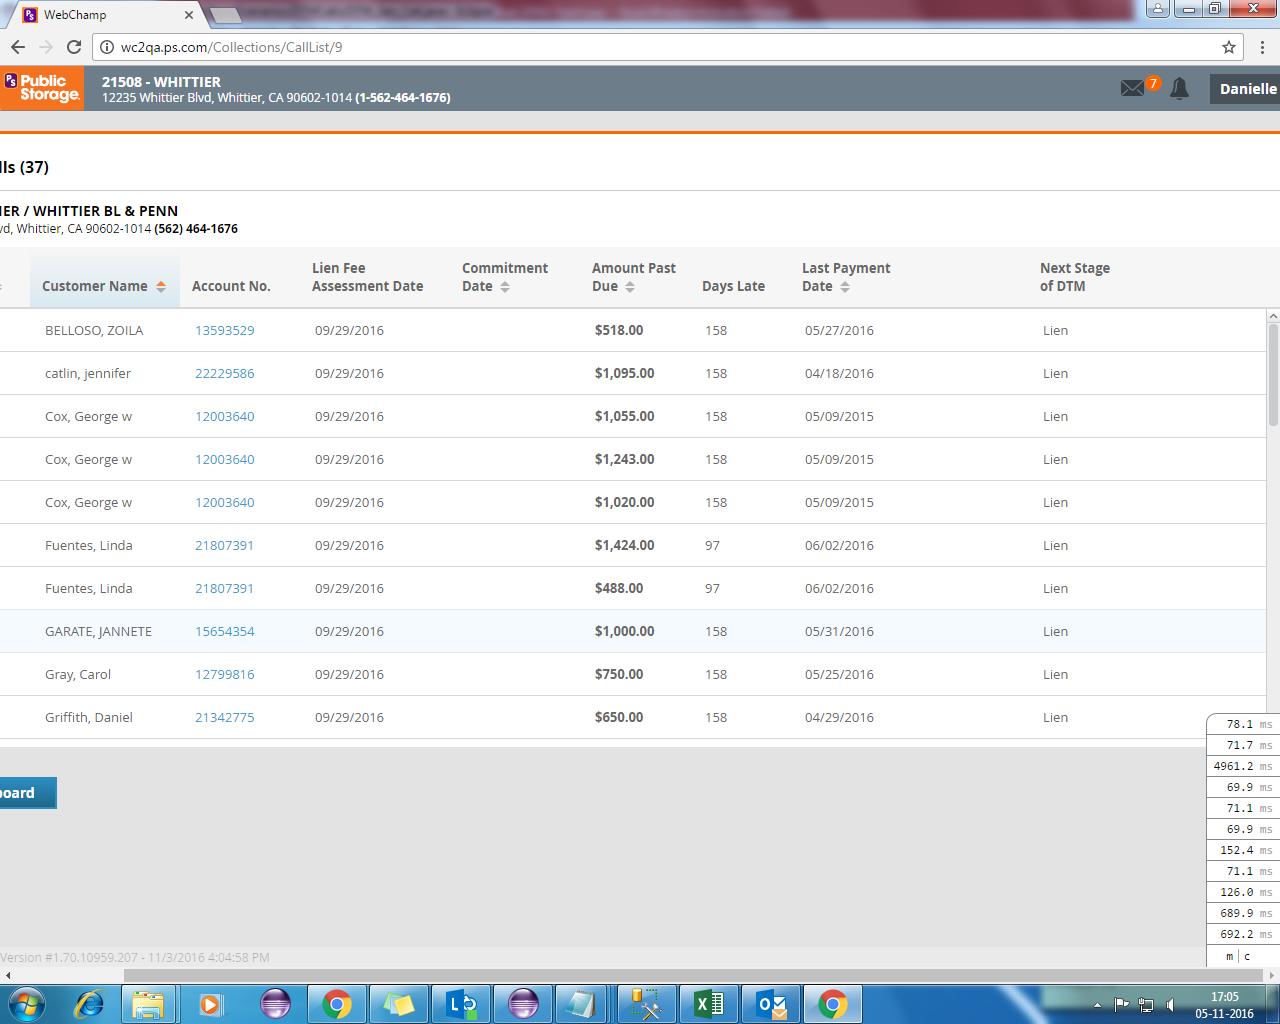 WebChamp
wc2qa.ps.com/Collections/CallList/9
PS Public Storage.
21508 - WHITTIER
12235 Whittier Blvd, Whittier, CA 90602-1014 (1-562-464-1676)
7
Danielle
lls (37)
IER / WHITTIER BL & PENN
vd, Whittier, CA 90602-1014 (562) 464-1676
Customer Name Account No. Lien Fee Assessment Date Commitment Date Amount Past Due Days Late Last Payment Date Next Stage of DTM
BELLOSO, ZOILA 13593529 09/29/2016 $518.00 158 05/27/2016 Lien
catlin, jennifer 22229586 09/29/2016 $1,095.00 158 04/18/2016 Lien
Cox, George w 12003640 09/29/2016 $1,055.00 158 05/09/2015 Lien
Cox, George w 12003640 09/29/2016 $1,243.00 158 05/09/2015 Lien
Cox, George w 12003640 09/29/2016 $1,020.00 158 05/09/2015 Lien
Fuentes, Linda 21807391 09/29/2016 $1,424.00 97 06/02/2016 Lien
Fuentes, Linda 21807391 09/29/2016 $488.00 97 06/02/2016 Lien
GARATE, JANNETE 15654354 09/29/2016 $1,000.00 158 05/31/2016 Lien
Gray, Carol 12799816 09/29/2016 $750.00 158 05/25/2016 Lien
Griffith, Daniel 21342775 09/29/2016 $650.00 158 04/29/2016 Lien
78.1 ms
71.7 ms
4961.2 ms
69.9 ms
71.1 ms
69.9 ms
152.4 ms
71.1 ms
126.0 ms
689.9 ms
692.2 ms
m | c
oard
Version #1.70.10959.207 - 11/3/2016 4:04:58 PM
17:05
05-11-2016